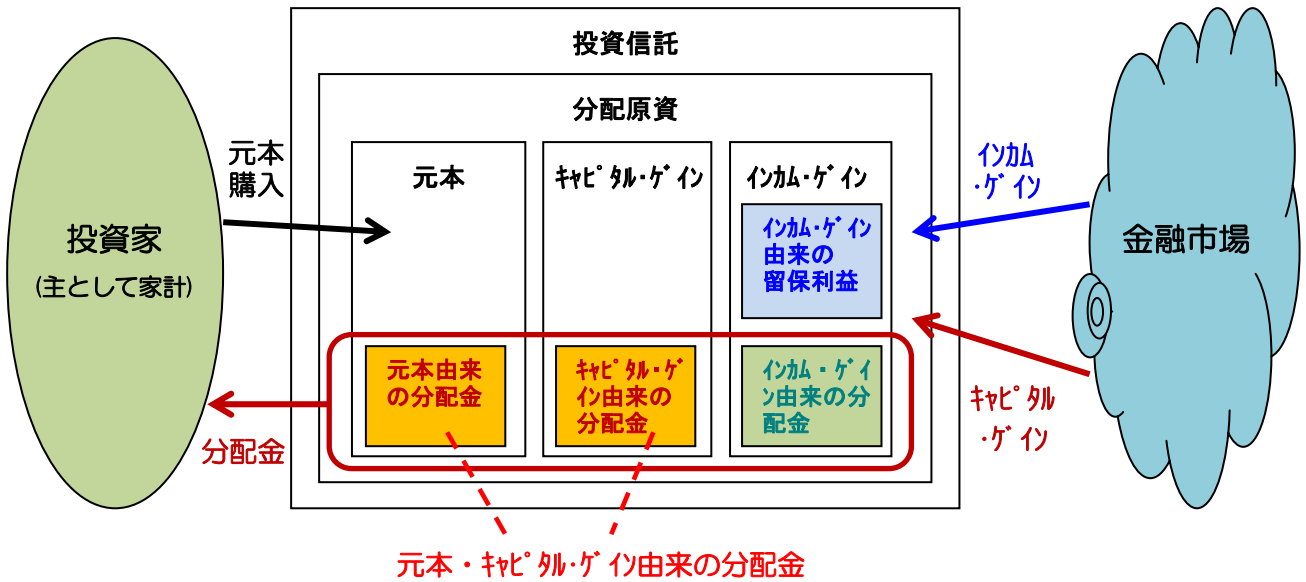 投資信託
分配原資
元本
購入
投資家
(主として家計)
分配金
元本
ｷｬﾋﾟﾀﾙ･ｹﾞｲﾝ
ｲﾝｶﾑ･ｹﾞｲﾝ
ｲﾝｶﾑ･ｹﾞｲﾝ
由来の
留保利益
元本由来
の分配金
ｷｬﾋﾟﾀﾙ･ｹﾞ
ｲﾝ由来の
分配金
ｲﾝｶﾑ・ｹﾞｲ
ﾝ由来の分
配金
ｲﾝｶﾑ
･ｹﾞｲﾝ
金融市場
ｷｬﾋﾟﾀﾙ
･ｹﾞｲﾝ
元本・ｷｬﾋﾟﾀﾙ･ｹﾞｲﾝ由来の分配金